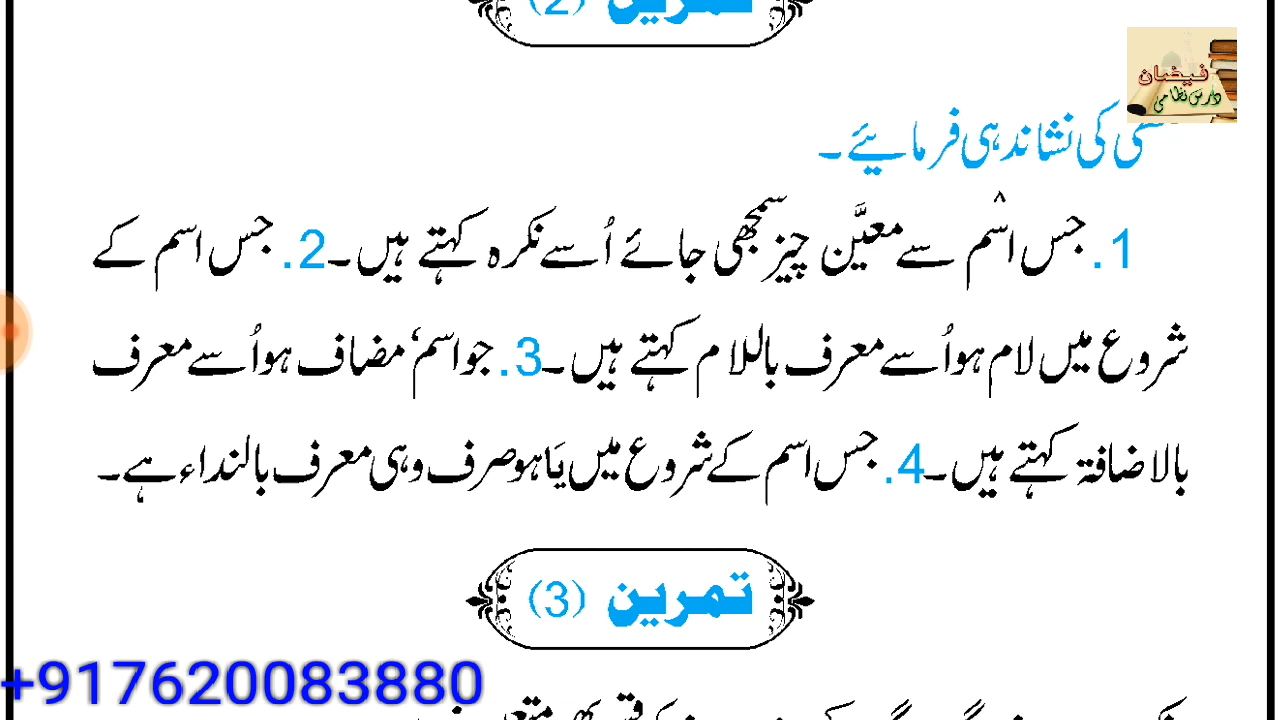 تمرین (2)
فیضان
درس نظامی
کی نشاندہی فرمایئے۔
1. جس اسْم سے معیَّن چیز سمجھی جائے اُسے نکرہ کہتے ہیں۔ 2. جس اسم کے
شروع میں لام ہو اُسے معرف باللام کہتے ہیں۔ 3. جو اسم مضاف ہو اُسے معرف
بالاضافۃ کہتے ہیں۔ 4. جس اسم کے شروع میں یَا ہو صرف وہی معرف بالنداء ہے۔
تمرین (3)
+917620083880